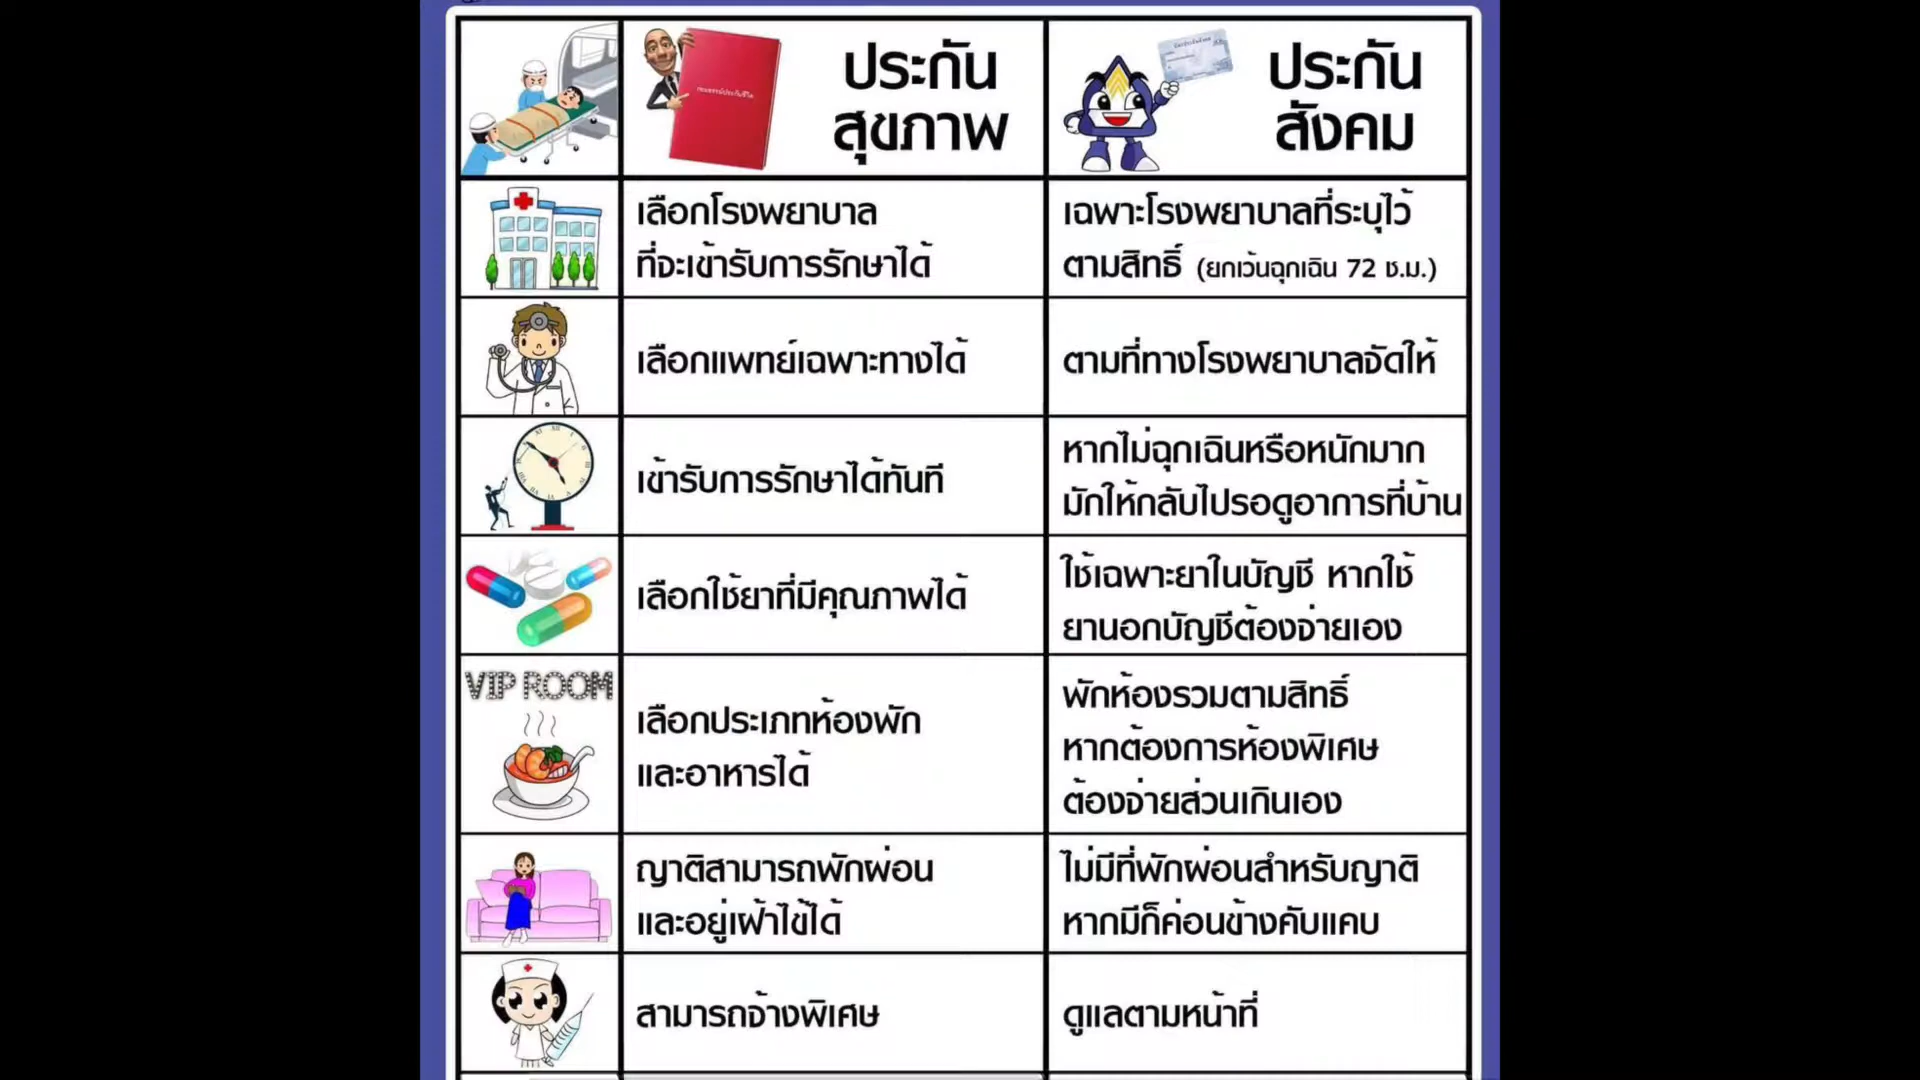 ประกัน
สุขภาพ
กรมธรรม์ประกันชีวิต
ประกัน
สังคม
เลือกโรงพยาบาล
ที่จะเข้ารับการรักษาได้
เฉพาะโรงพยาบาลที่ระบุไว้
ตามสิทธิ์ (ยกเว้นฉุกเฉิน 72 ช.ม.)
เลือกแพทย์เฉพาะทางได้
ตามที่ทางโรงพยาบาลจัดให้
เข้ารับการรักษาได้ทันที
หากไม่ฉุกเฉินหรือหนักมาก
มักให้กลับไปรอดูอาการที่บ้าน
เลือกใช้ยาที่มีคุณภาพได้
ใช้เฉพาะยาในบัญชี หากใช้
ยานอกบัญชีต้องจ่ายเอง
VIP ROOM
เลือกประเภทห้องพัก
และอาหารได้
พักห้องรวมตามสิทธิ์
หากต้องการห้องพิเศษ
ต้องจ่ายส่วนเกินเอง
ญาติสามารถพักผ่อน
และอยู่เฝ้าไข้ได้
ไม่มีที่พักผ่อนสำหรับญาติ
หากมีก็ค่อนข้างคับแคบ
สามารถจ้างพิเศษ
ดูแลตามหน้าที่